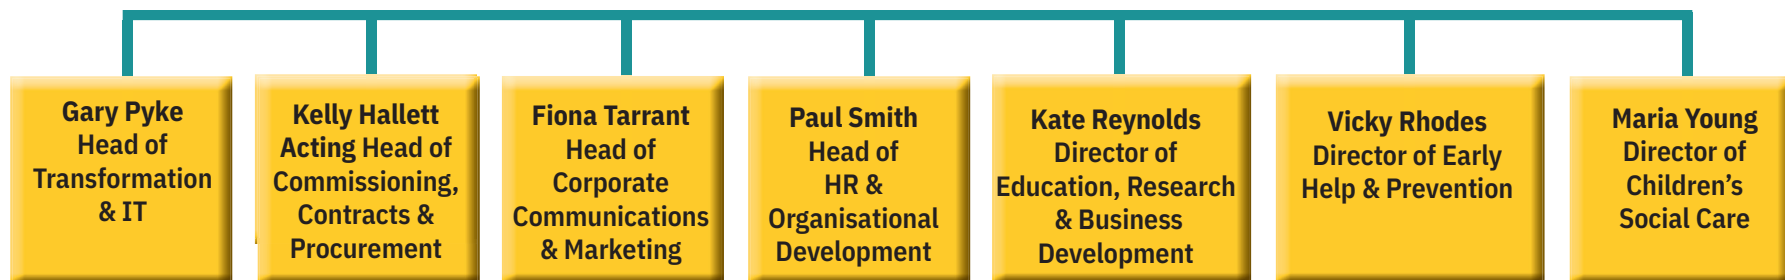 Gary Pyke
Head of
Transformation
& IT
Kelly Hallett
Acting Head of
Commissioning,
Contracts &
Procurement
Fiona Tarrant
Head of
Corporate
Communications
& Marketing
Paul Smith
Head of
HR &
Organisational
Development
Kate Reynolds
Director of
Education, Research
& Business
Development
Vicky Rhodes
Director of Early
Help & Prevention
Maria Young
Director of
Children’s
Social Care